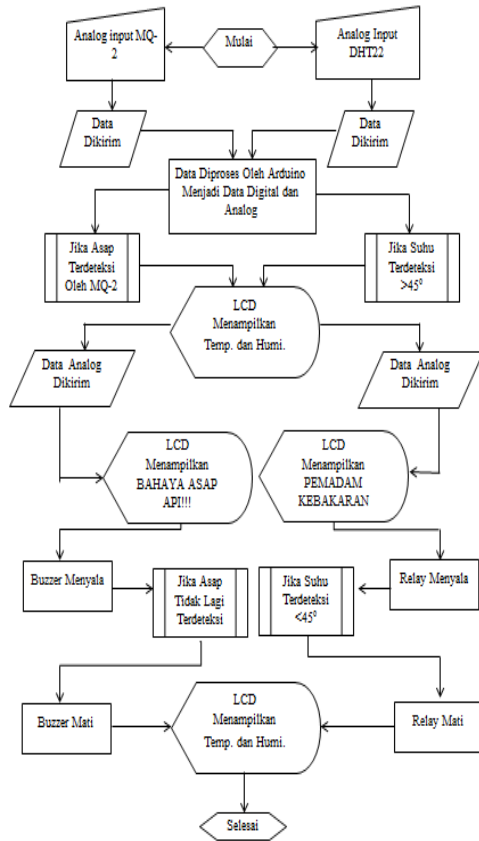 Analog input MQ-
2
Mulai
Analog Input
DHT22
Data
Dikirim
Data
Dikirim
Data Diproses Oleh Arduino
Menjadi Data Digital dan
Analog
Jika Asap
Terdeteksi
Oleh MQ-2
Jika Suhu
Terdeteksi
>45⁰
LCD
Menampilkan
Temp. dan Humi.
Data Analog
Dikirim
Data Analog
Dikirim
LCD
Menampilkan
BAHAYA ASAP
API!!!
LCD
Menampilkan
PEMADAM
KEBAKARAN
Buzzer Menyala
Jika Asap
Tidak Lagi
Terdeteksi
Jika Suhu
Terdeteksi
<45⁰
Relay Menyala
Buzzer Mati
LCD
Menampilkan
Temp. dan Humi.
Relay Mati
Selesai